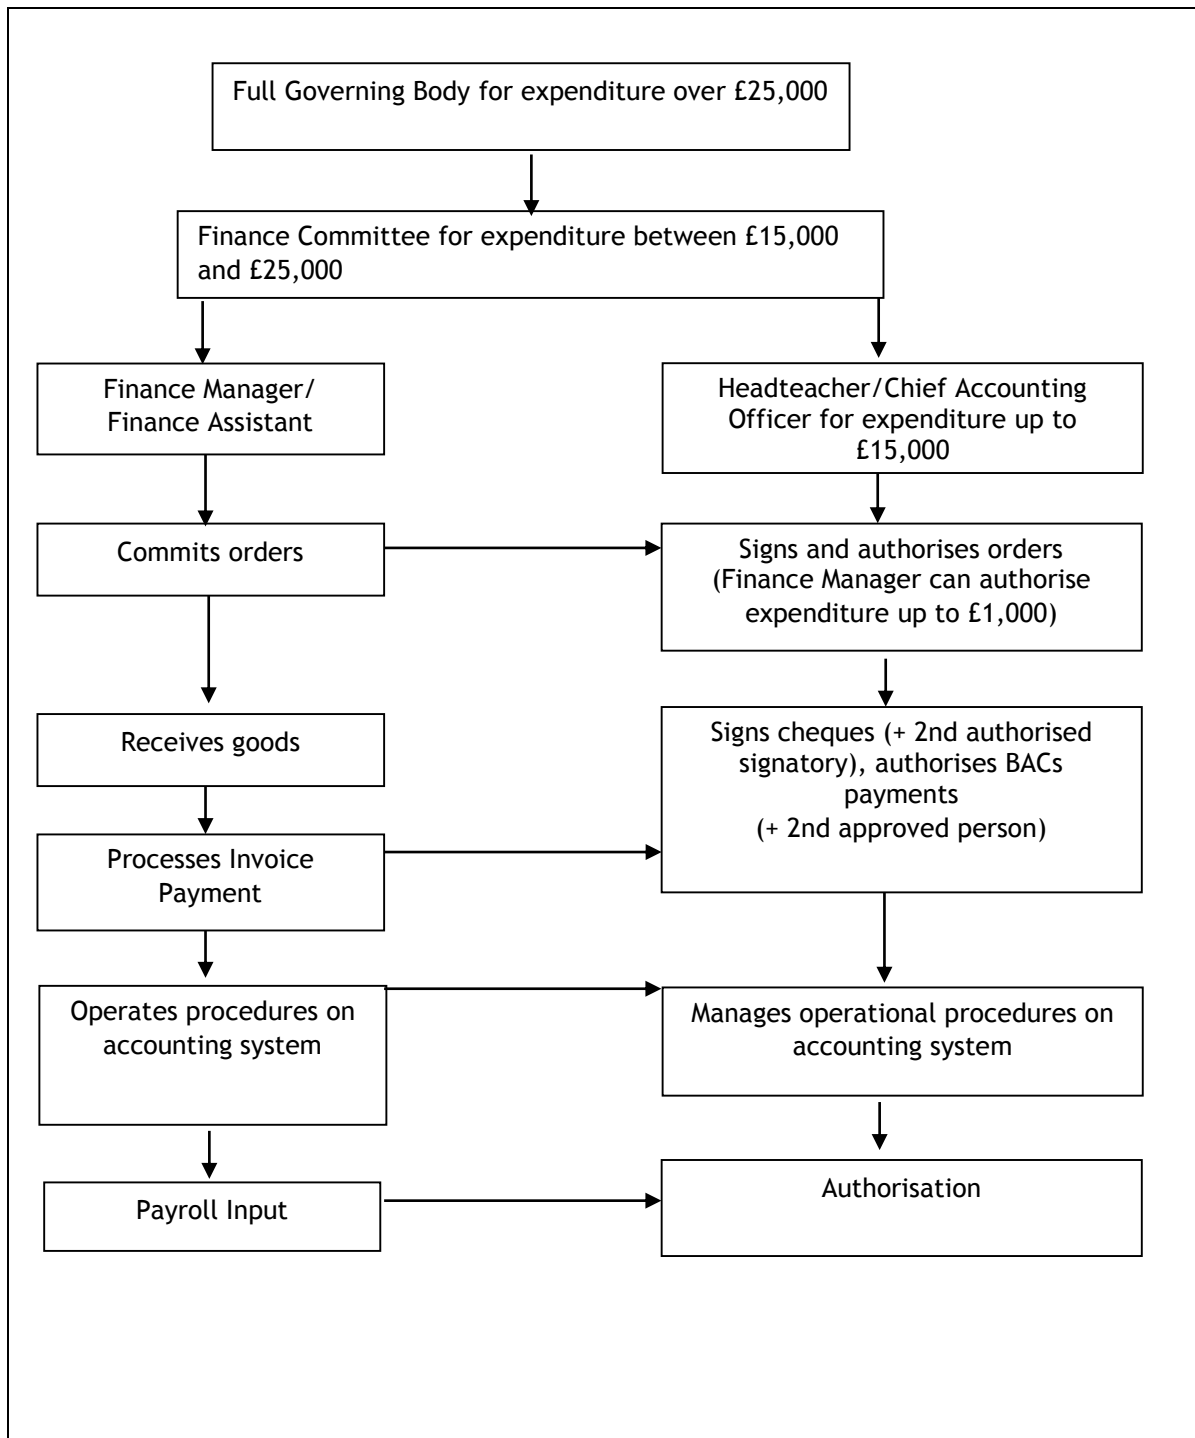 Full Governing Body for expenditure over £25,000
Finance Committee for expenditure between £15,000
and £25,000
Finance Manager/
Finance Assistant
Headteacher/Chief Accounting
Officer for expenditure up to
£15,000
Commits orders
Signs and authorises orders
(Finance Manager can authorise
expenditure up to £1,000)
Receives goods
Signs cheques (+ 2nd authorised
signatory), authorises BACs
payments
(+ 2nd approved person)
Processes Invoice
Payment
Operates procedures on
accounting system
Manages operational procedures on
accounting system
Payroll Input
Authorisation